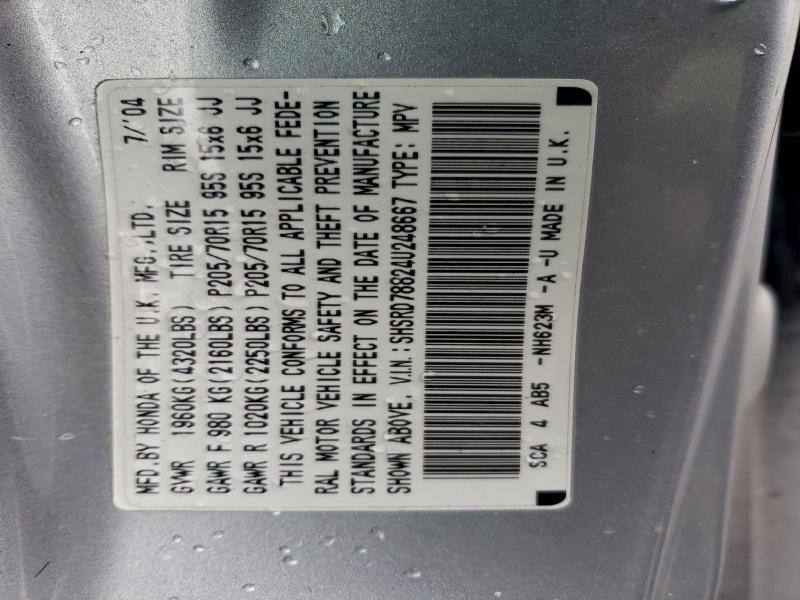 MFD.BY HONDA OF THE U.K. MFG.,LTD. 7/'04
GVWR 1960KG(4320LBS) TIRE SIZE RIM SIZE
GAWR F 980 KG(2160LBS) P205/70R15 95S 15x6 JJ
GAWR R 1020KG(2250LBS) P205/70R15 95S 15x6 JJ
THIS VEHICLE CONFORMS TO ALL APPLICABLE FEDE-
RAL MOTOR VEHICLE SAFETY AND THEFT PREVENTION
STANDARDS IN EFFECT ON THE DATE OF MANUFACTURE
SHOWN ABOVE. V.I.N.:SHSRD78824U248667 TYPE: MPV
SCA 4 AB5 -NH623M -A -U MADE IN U.K.